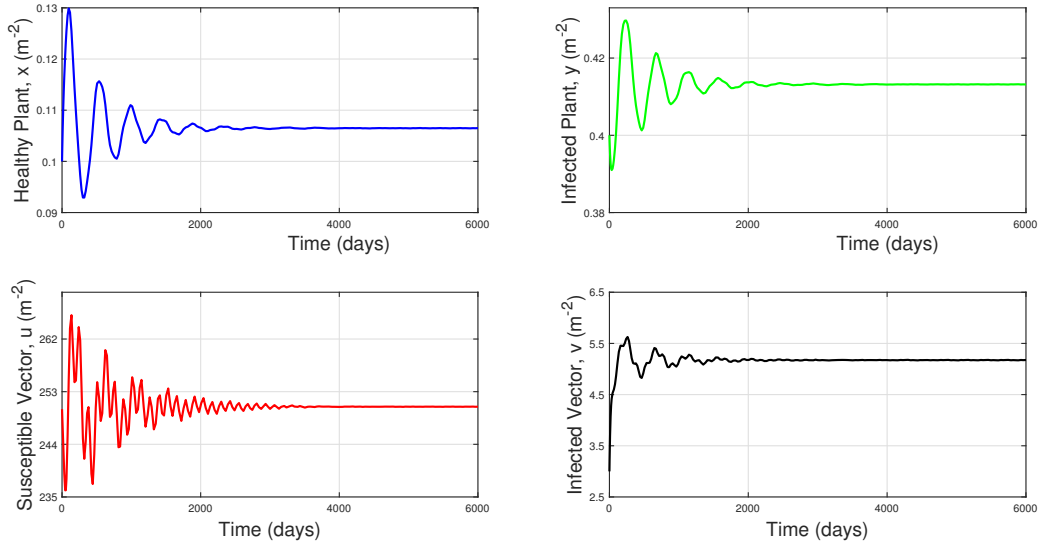 Healthy Plant, x (m⁻²)
0.13
0.12
0.11
0.1
0.09
0 2000 4000 6000
Time (days)
Infected Plant, y (m⁻²)
0.42
0.4
0.38
0 2000 4000 6000
Time (days)
Susceptible Vector, u (m⁻²)
262
253
244
235
0 2000 4000 6000
Time (days)
Infected Vector, v (m⁻²)
6.5
5.5
4.5
3.5
2.5
0 2000 4000 6000
Time (days)